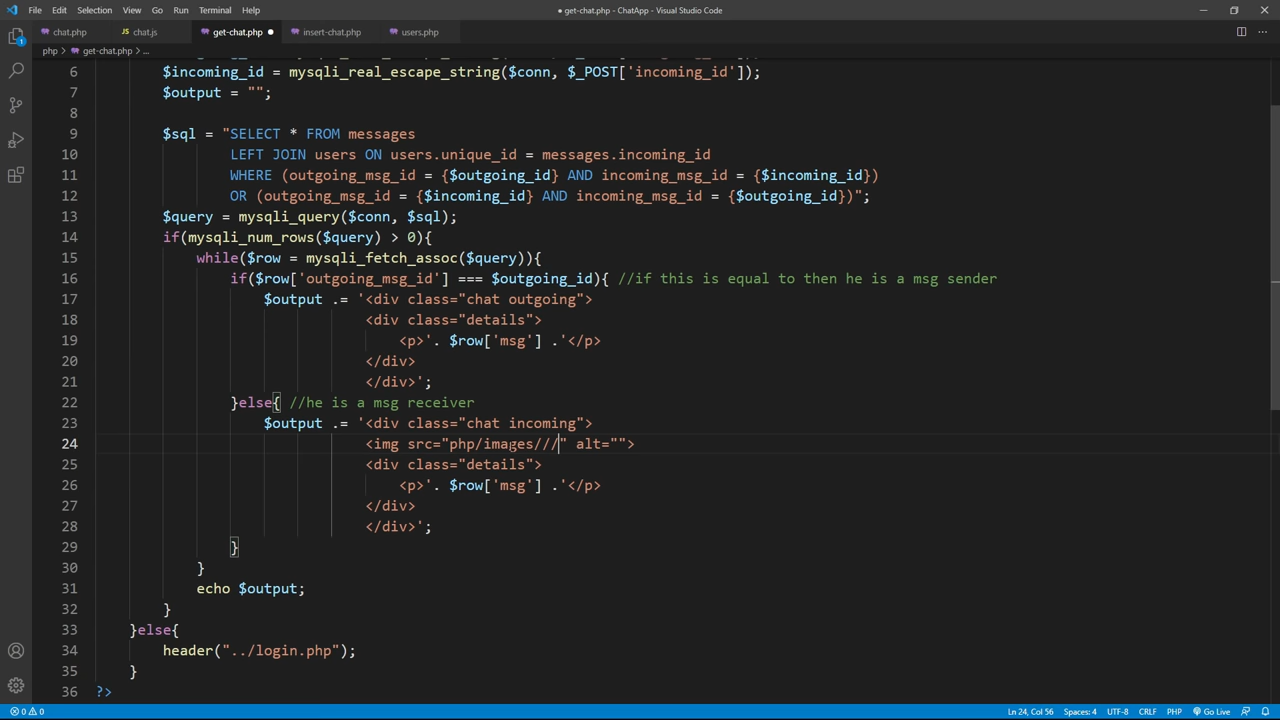 File Edit Selection View Go Run Terminal Help
● get-chat.php - ChatApp - Visual Studio Code
chat.php chat.js get-chat.php ● insert-chat.php users.php
php > get-chat.php > ...
1
6 $incoming_id = mysqli_real_escape_string($conn, $_POST['incoming_id']);
7 $output = "";
8
9 $sql = "SELECT * FROM messages
10 LEFT JOIN users ON users.unique_id = messages.incoming_id
11 WHERE (outgoing_msg_id = {$outgoing_id} AND incoming_msg_id = {$incoming_id})
12 OR (outgoing_msg_id = {$incoming_id} AND incoming_msg_id = {$outgoing_id})";
13 $query = mysqli_query($conn, $sql);
14 if(mysqli_num_rows($query) > 0){
15 while($row = mysqli_fetch_assoc($query)){
16 if($row['outgoing_msg_id'] === $outgoing_id){ //if this is equal to then he is a msg sender
17 $output .= '<div class="chat outgoing">
18 <div class="details">
19 <p>'. $row['msg'] .'</p>
20 </div>
21 </div>';
22 }else{ //he is a msg receiver
23 $output .= '<div class="chat incoming">
24 <img src="php/images///" alt="">
25 <div class="details">
26 <p>'. $row['msg'] .'</p>
27 </div>
28 </div>';
29 }
30 }
31 echo $output;
32 }
33 }else{
34 header("../login.php");
35 }
36 ?>
0 0 Ln 24, Col 56 Spaces: 4 UTF-8 CRLF PHP Go Live